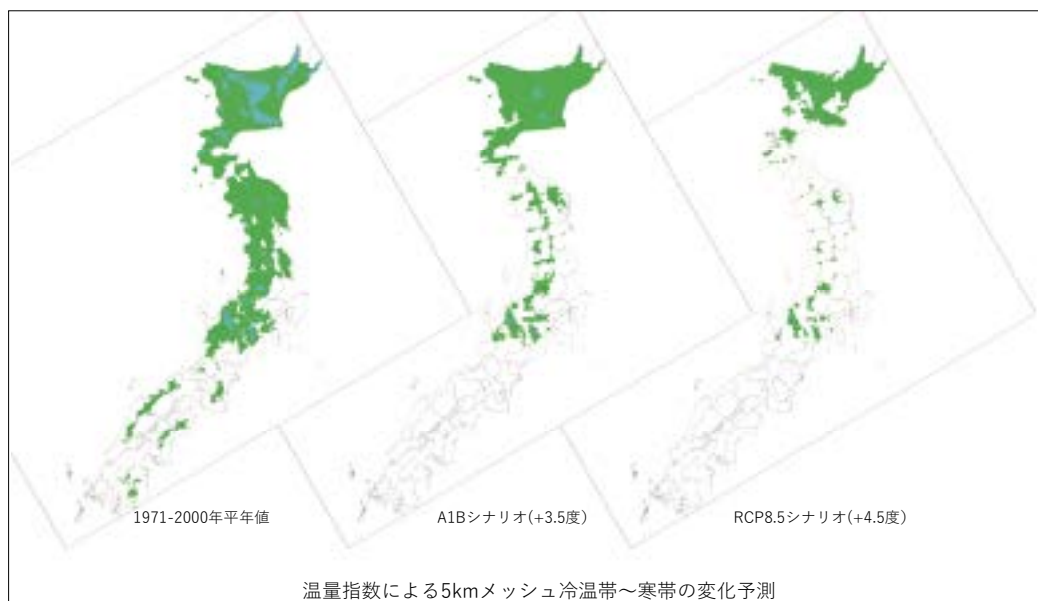 1971-2000年平年値
A1Bシナリオ(+3.5度)
RCP8.5シナリオ(+4.5度)
温量指数による5kmメッシュ冷温帯～寒帯の変化予測